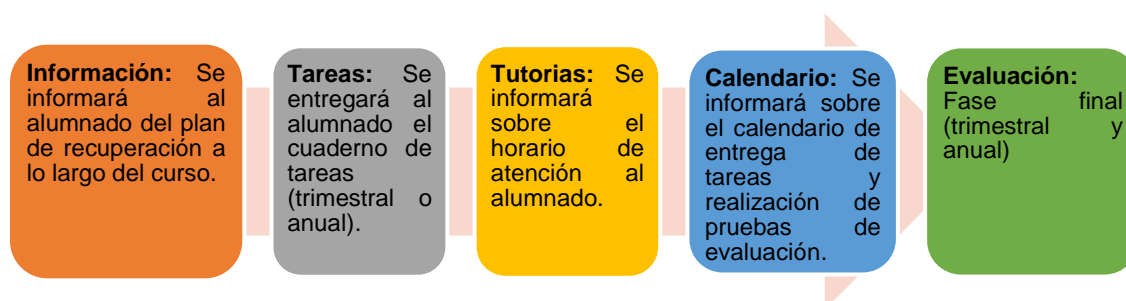 Información: Se
informará al
alumnado del plan
de recuperación a
lo largo del curso.
Tareas: Se
entregará al
alumnado el
cuaderno de
tareas
(trimestral o
anual).
Tutorias: Se
informará
sobre el
horario de
atención al
alumnado.
Calendario: Se
informará sobre
el calendario de
entrega de
tareas y
realización de
pruebas de
evaluación.
Evaluación:
Fase final
(trimestral y
anual)